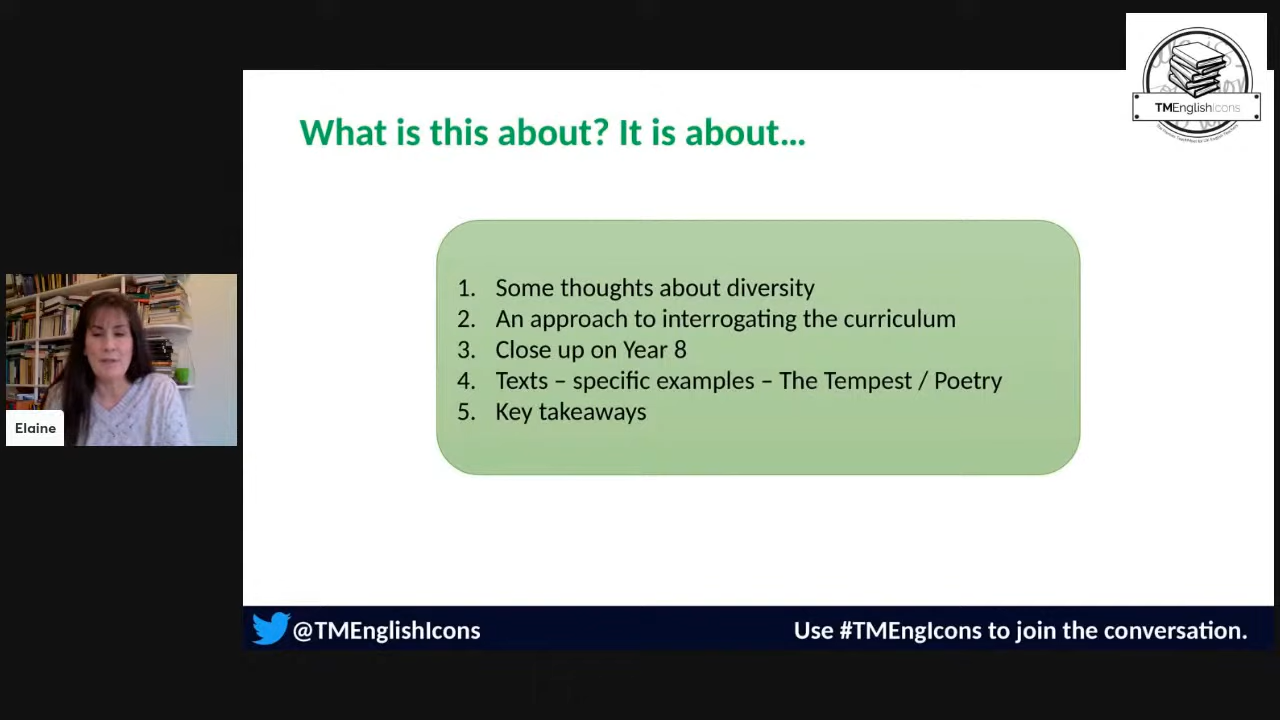 TMEnglishIcons
What is this about? It is about…
1. Some thoughts about diversity
2. An approach to interrogating the curriculum
3. Close up on Year 8
4. Texts – specific examples – The Tempest / Poetry
5. Key takeaways
Elaine
@TMEnglishIcons
Use #TMEngIcons to join the conversation.